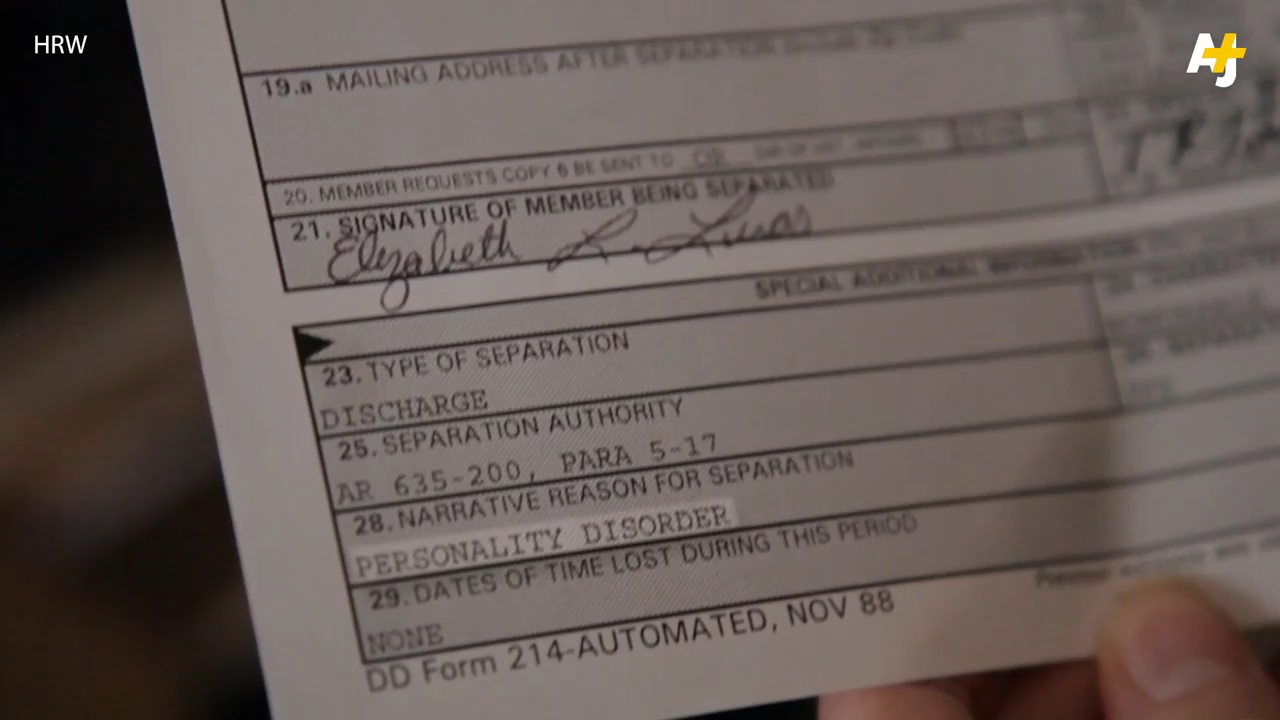 HRW
AJ+
19.a MAILING ADDRESS AFTER SEPARATION
20. MEMBER REQUESTS COPY 6 BE SENT TO
21. SIGNATURE OF MEMBER BEING SEPARATED
Elizabeth L. Lucas
SPECIAL ADDITIONAL INFORMATION
23. TYPE OF SEPARATION
DISCHARGE
25. SEPARATION AUTHORITY
AR 635-200, PARA 5-17
28. NARRATIVE REASON FOR SEPARATION
PERSONALITY DISORDER
29. DATES OF TIME LOST DURING THIS PERIOD
NONE
DD Form 214-AUTOMATED, NOV 88